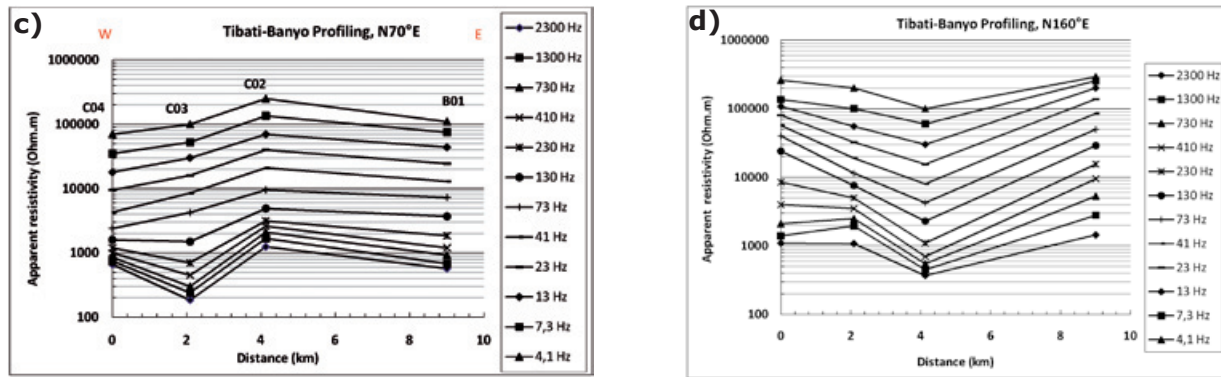 c)
Tibati-Banyo Profiling, N70°E
W
E
1000000
100000
10000
1000
100
C04
C03
C02
B01
Apparent resistivity (Ohm.m)
0
2
4
6
8
10
Distance (km)
2300 Hz
1300 Hz
730 Hz
410 Hz
230 Hz
130 Hz
73 Hz
41 Hz
23 Hz
13 Hz
7,3 Hz
4,1 Hz
d)
Tibati-Banyo Profiling, N160°E
1000000
100000
10000
1000
100
Apparent resistivity (Ohm.m)
0
2
4
6
8
10
Distance (km)
2300 Hz
1300 Hz
730 Hz
410 Hz
230 Hz
130 Hz
73 Hz
41 Hz
23 Hz
13 Hz
7,3 Hz
4,1 Hz